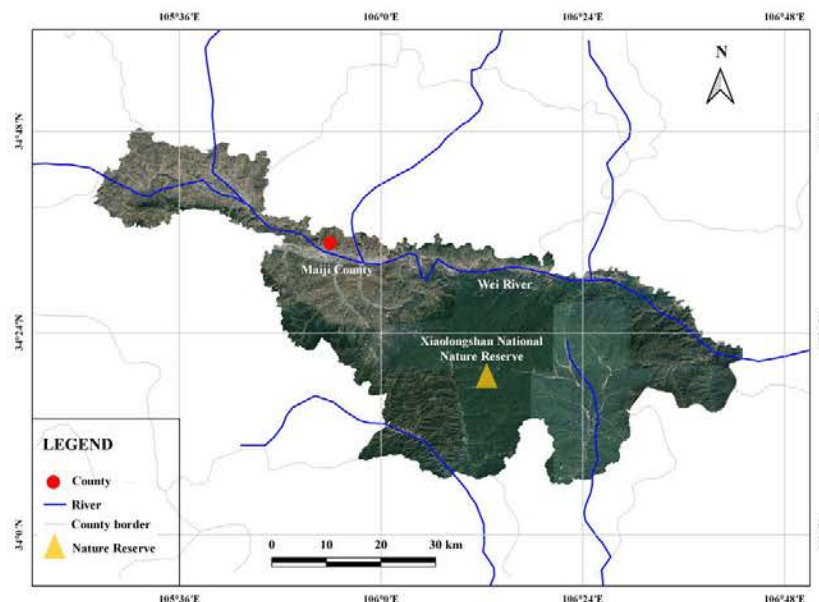 105°36'E 106°0'E 106°24'E 106°48'E
N
34°48'N
34°24'N
34°0'N
Maiji County
Wei River
Xiaolongshan National
Nature Reserve
LEGEND
County
River
County border
Nature Reserve
0 10 20 30 km
105°36'E 106°0'E 106°24'E 106°48'E